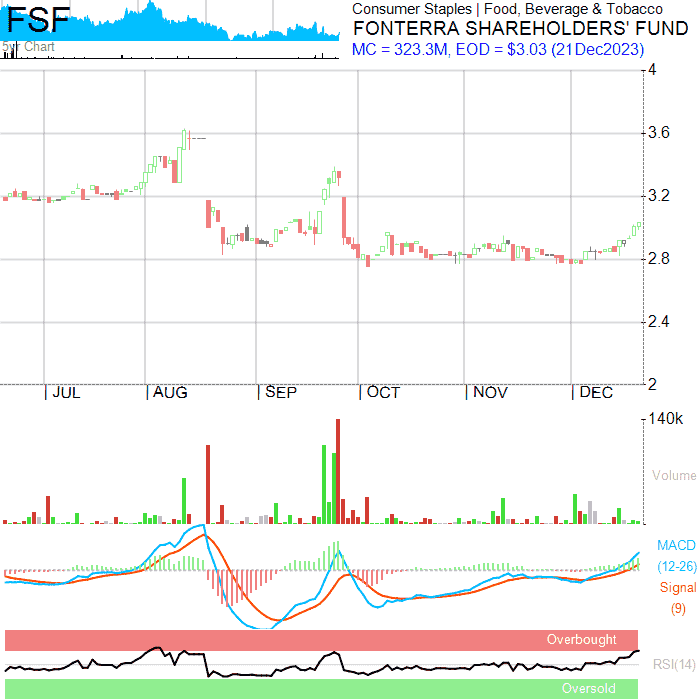 FSF
5yr Chart
Consumer Staples | Food, Beverage & Tobacco
FONTERRA SHAREHOLDERS' FUND
MC = 323.3M, EOD = $3.03 (21Dec2023)
4
3.6
3.2
2.8
2.4
2
JUL AUG SEP OCT NOV DEC
140k
Volume
MACD
(12-26)
Signal
(9)
Overbought
RSI(14)
Oversold